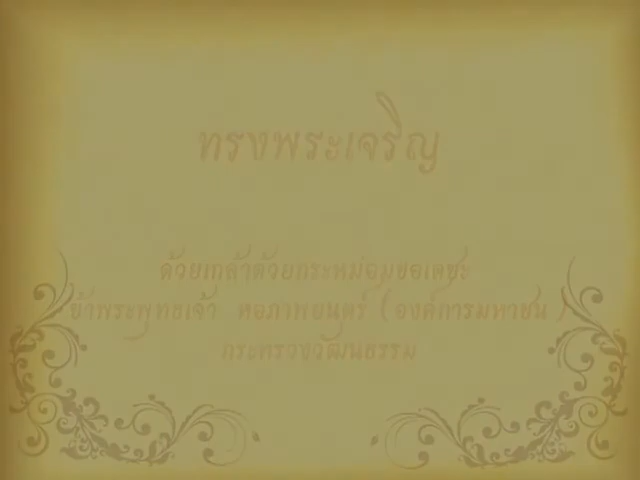 ทรงพระเจริญ
ด้วยเกล้าด้วยกระหม่อมขอเดชะ
ข้าพระพุทธเจ้า หอภาพยนตร์ ( องค์การมหาชน )
กระทรวงวัฒนธรรม